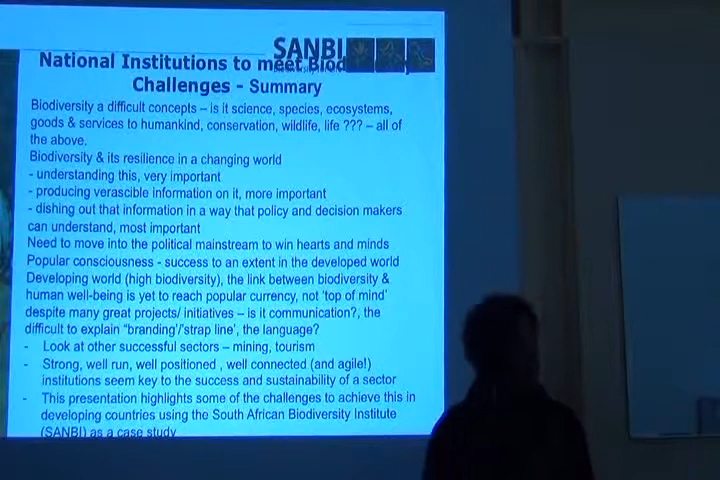 SANBI
National Institutions to meet
Challenges - Summary
Biodiversity a difficult concepts – is it science, species, ecosystems,
goods & services to humankind, conservation, wildlife, life ??? – all of
the above.
Biodiversity & its resilience in a changing world
- understanding this, very important
- producing verascible information on it, more important
- dishing out that information in a way that policy and decision makers
can understand, most important
Need to move into the political mainstream to win hearts and minds
Popular consciousness - success to an extent in the developed world
Developing world (high biodiversity), the link between biodiversity &
human well-being is yet to reach popular currency, not 'top of mind'
despite many great projects/ initiatives – is it communication?, the
difficult to explain "branding'/'strap line', the language?
- Look at other successful sectors – mining, tourism
- Strong, well run, well positioned , well connected (and agile!)
institutions seem key to the success and sustainability of a sector
- This presentation highlights some of the challenges to achieve this in
developing countries using the South African Biodiversity Institute
(SANBI) as a case study